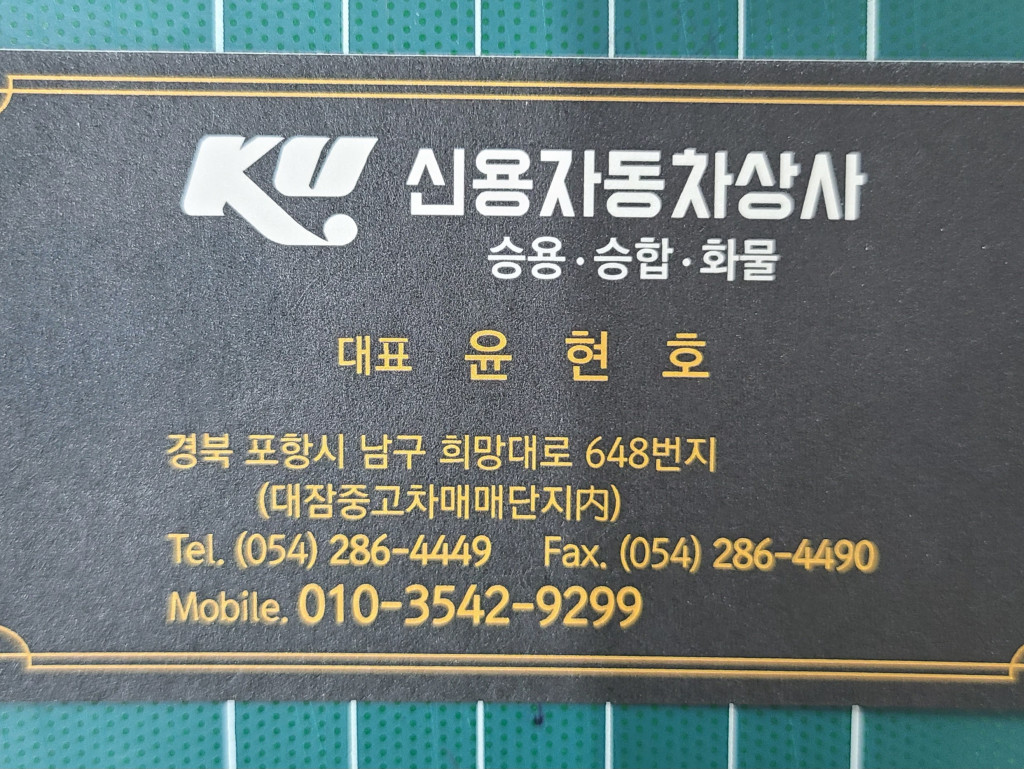 KU 신용자동차상사
승용·승합·화물
대표 윤현호
경북 포항시 남구 희망대로 648번지
(대잠중고차매매단지內)
Tel. (054) 286-4449 Fax. (054) 286-4490
Mobile. 010-3542-9299